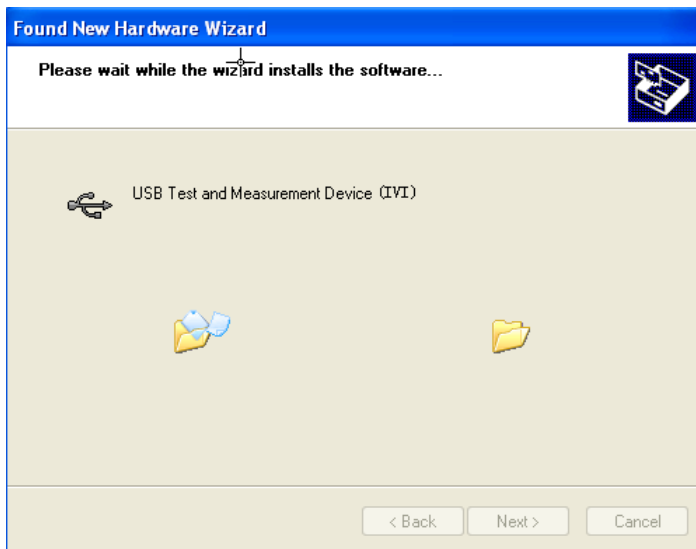 Found New Hardware Wizard
Please wait while the wizard installs the software...
USB Test and Measurement Device (IVI)
< Back
Next >
Cancel